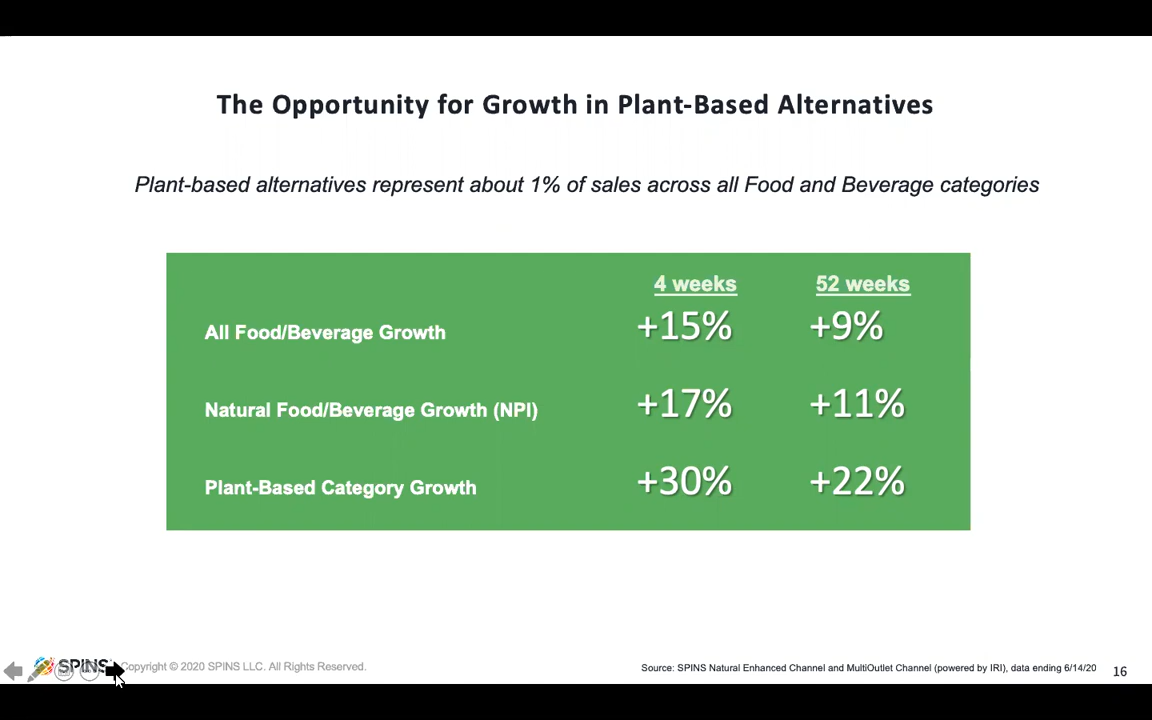 The Opportunity for Growth in Plant-Based Alternatives
Plant-based alternatives represent about 1% of sales across all Food and Beverage categories
4 weeks 52 weeks
All Food/Beverage Growth +15% +9%
Natural Food/Beverage Growth (NPI) +17% +11%
Plant-Based Category Growth +30% +22%
SPINS Copyright © 2020 SPINS LLC. All Rights Reserved.
Source: SPINS Natural Enhanced Channel and MultiOutlet Channel (powered by IRI), data ending 6/14/20 16